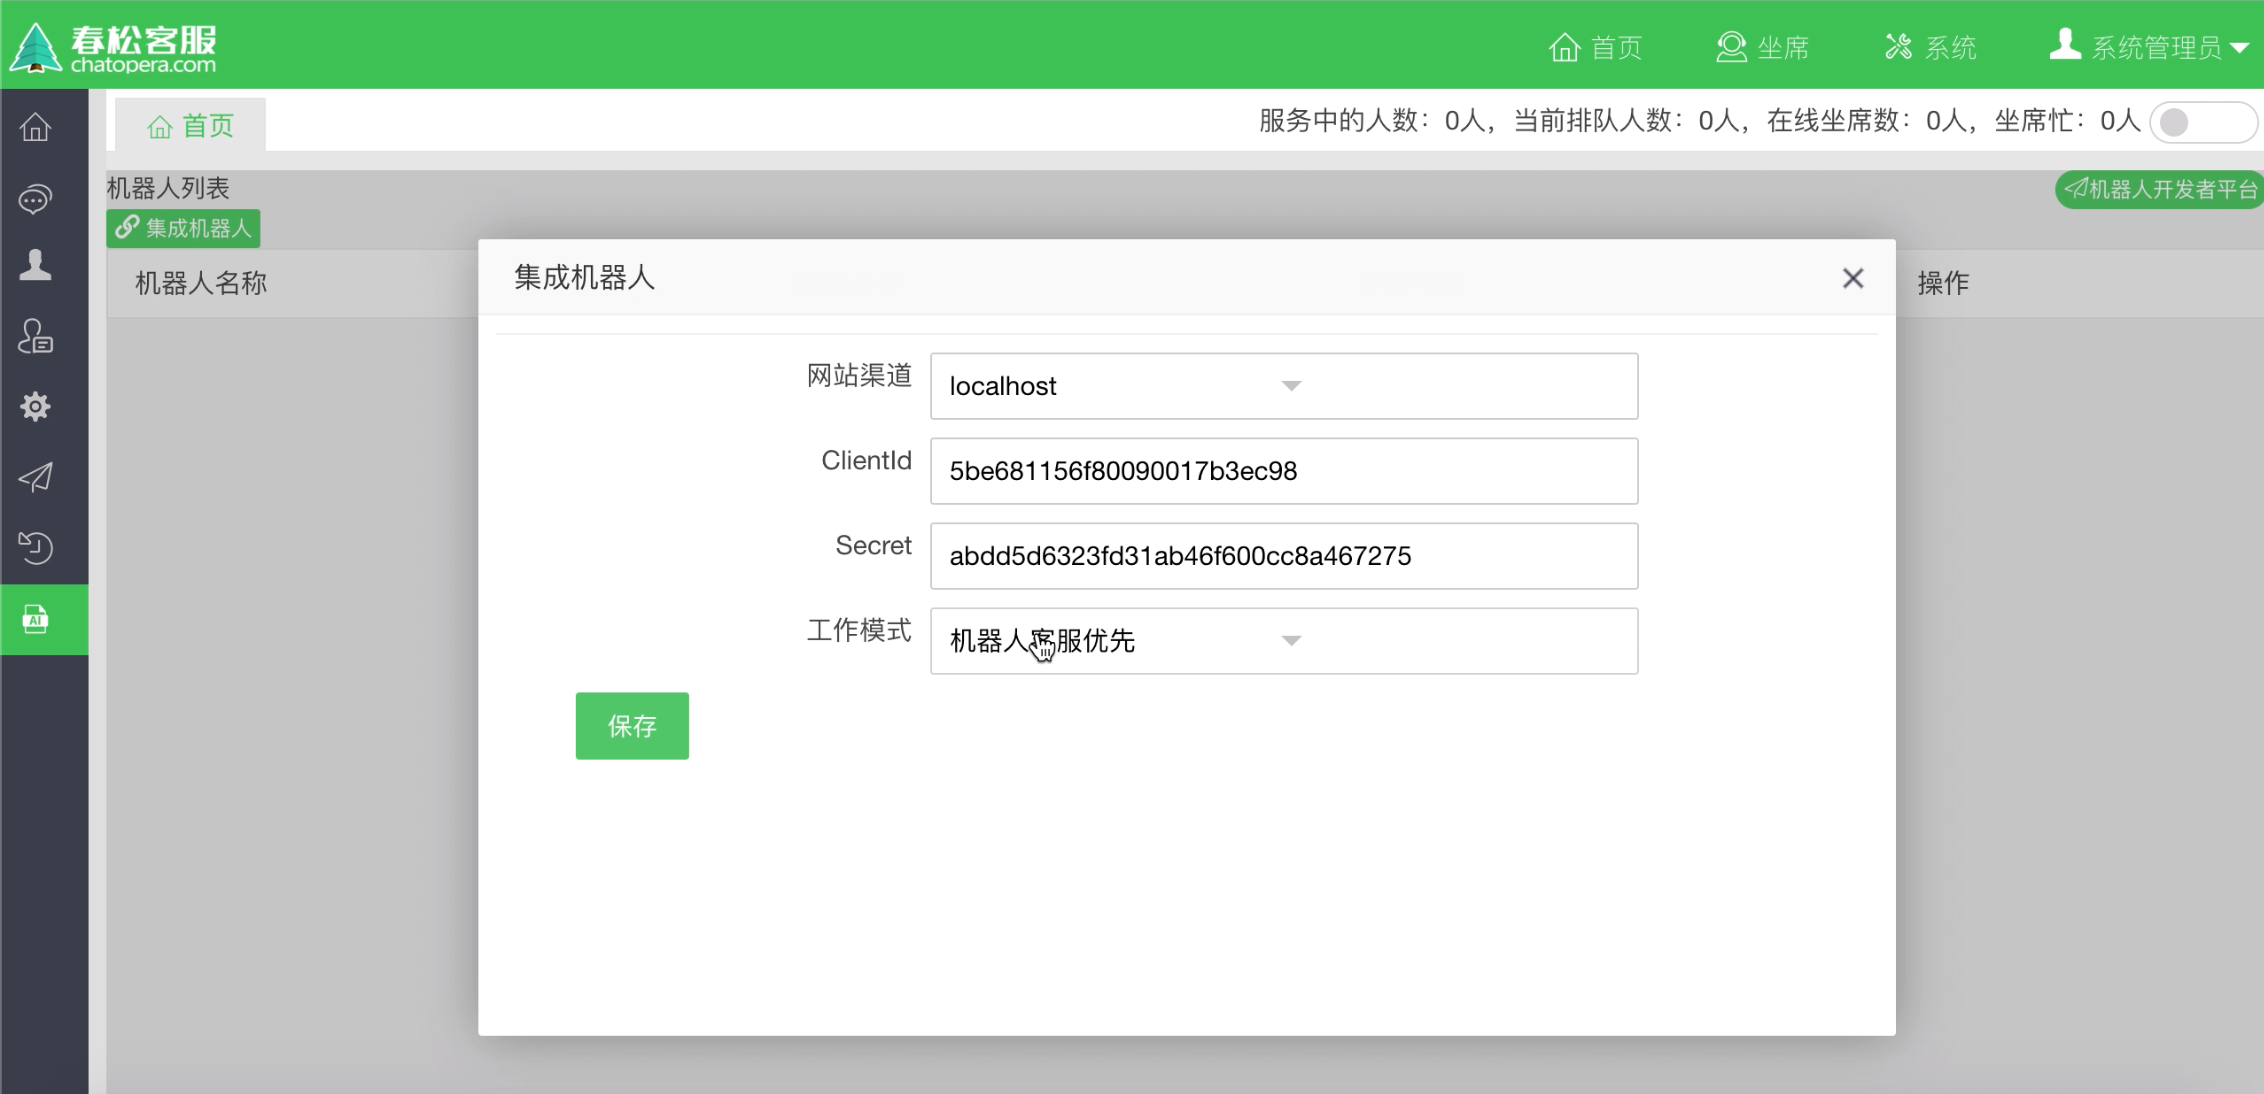 春松客服
chatopera.com
首页
坐席
系统
系统管理员
首页
服务中的人数：0人，当前排队人数：0人，在线坐席数：0人，坐席忙：0人
机器人列表
机器人开发者平台
集成机器人
机器人名称
操作
集成机器人
网站渠道
localhost
ClientId
5be681156f80090017b3ec98
Secret
abdd5d6323fd31ab46f600cc8a467275
工作模式
机器人客服优先
AI
保存